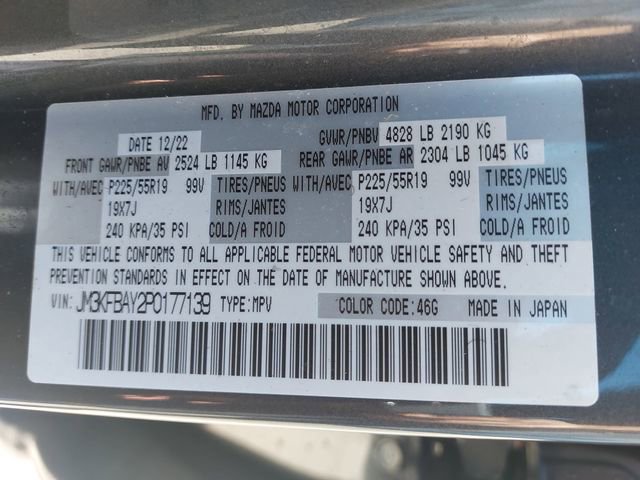 MFD. BY MAZDA MOTOR CORPORATION
DATE 12/22 GVWR/PNBV 4828 LB 2190 KG
FRONT GAWR/PNBE AV 2524 LB 1145 KG REAR GAWR/PNBE AR 2304 LB 1045 KG
WITH/AVEC P225/55R19 99V TIRES/PNEUS WITH/AVEC P225/55R19 99V TIRES/PNEUS
19X7J RIMS/JANTES 19X7J RIMS/JANTES
240 KPA/35 PSI COLD/A FROID 240 KPA/35 PSI COLD/A FROID
THIS VEHICLE CONFORMS TO ALL APPLICABLE FEDERAL MOTOR VEHICLE SAFETY AND THEFT
PREVENTION STANDARDS IN EFFECT ON THE DATE OF MANUFACTURE SHOWN ABOVE.
VIN: JM3KFBAY2P0177139 TYPE:MPV COLOR CODE:46G MADE IN JAPAN